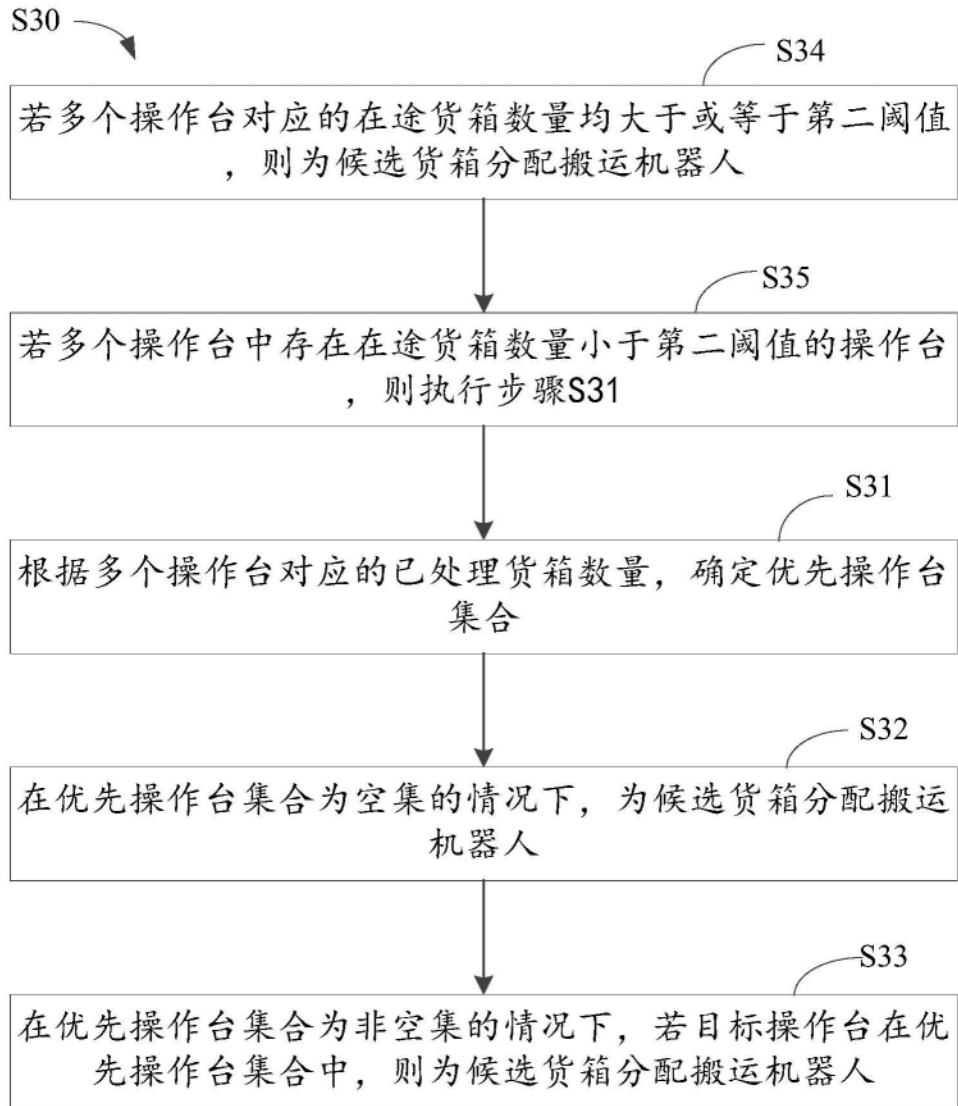 S30
S34
若多个操作台对应的在途货箱数量均大于或等于第二阈值
，则为候选货箱分配搬运机器人
S35
若多个操作台中存在在途货箱数量小于第二阈值的操作台
，则执行步骤S31
S31
根据多个操作台对应的已处理货箱数量，确定优先操作台
集合
S32
在优先操作台集合为空集的情况下，为候选货箱分配搬运
机器人
S33
在优先操作台集合为非空集的情况下，若目标操作台在优
先操作台集合中，则为候选货箱分配搬运机器人